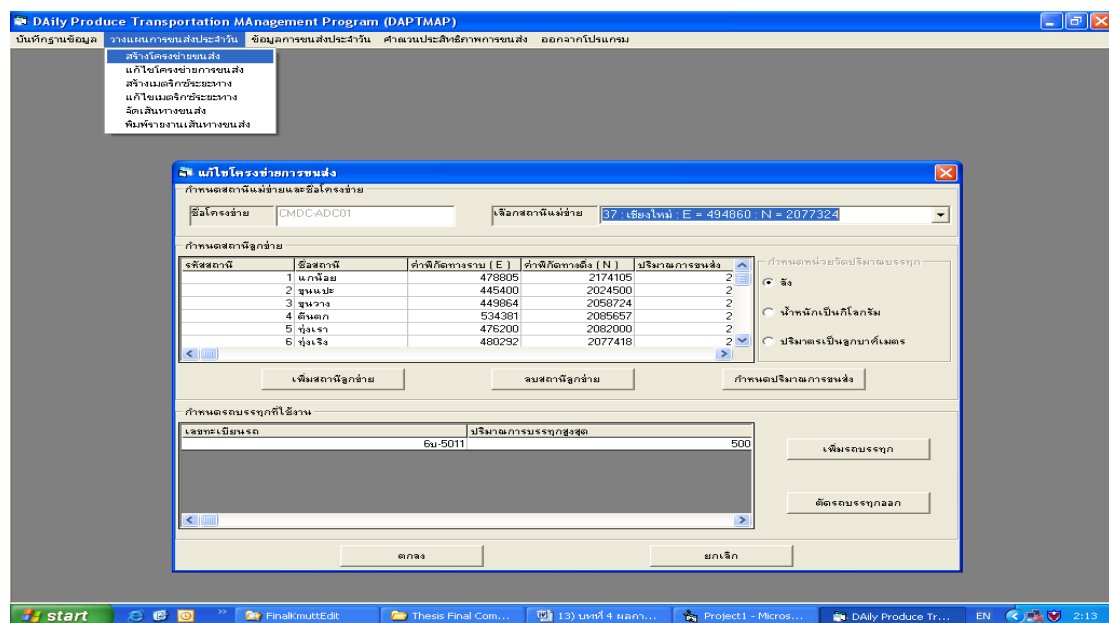 DAily Produce Transportation MAnagement Program (DAPTMAP)
บันทึกฐานข้อมูล วางแผนการขนส่งประจำวัน ข้อมูลการขนส่งประจำวัน คำณวนประสิทธิภาพการขนส่ง ออกจากโปรแกรม
สร้างโครงข่ายขนส่ง
แก้ไขโครงข่ายการขนส่ง
สร้างเมตริกซ์ระยะทาง
แก้ไขเมตริกซ์ระยะทาง
จัดเส้นทางขนส่ง
พิมพ์รายงานเส้นทางขนส่ง
แก้ไขโครงข่ายการขนส่ง
กำหนดสถานีแม่ข่ายและชื่อโครงข่าย
ชื่อโครงข่าย CMDC-ADC01 เลือกสถานีแม่ข่าย 37 : เชียงใหม่ : E = 494860 : N = 2077324
กำหนดสถานีลูกข่าย
รหัสสถานี ชื่อสถานี ค่าพิกัดทางราบ ( E ) ค่าพิกัดทางดิ่ง ( N ) ปริมาณการขนส่ง
1 แกน้อย 478805 2174105 2
2 ขุนแปะ 445400 2024500 2
3 ขุนวาง 449864 2058724 2
4 ตีนตก 534381 2085657 2
5 ทุ่งเรา 476200 2082000 2
6 ทุ่งเริง 480292 2077418 2
กำหนดหน่วยวัดปริมาณบรรทุก
ลัง
น้ำหนักเป็นกิโลกรัม
ปริมาตรเป็นลูกบาศ์เมตร
เพิ่มสถานีลูกข่าย ลบสถานีลูกข่าย กำหนดปริมาณการขนส่ง
กำหนดรถบรรทุกที่ใช้งาน
เลขทะเบียนรถ ปริมาณการบรรทุกสูงสุด
6บ-5011 500
เพิ่มรถบรรทุก
ตัดรถบรรทุกออก
ตกลง ยกเลิก
start FinalKmuttEdit Thesis Final Com... 13) บทที่ 4 ผลกา... Project1 - Micros... DAily Produce Tr... EN 2:13